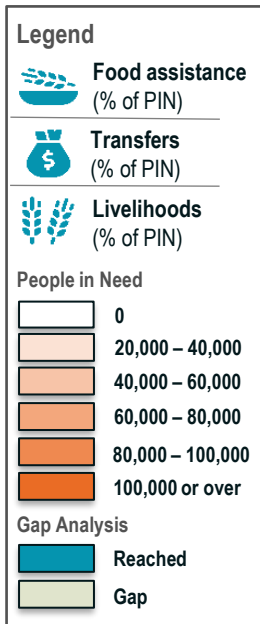 Legend
Food assistance
(% of PIN)
$
Transfers
(% of PIN)
Livelihoods
(% of PIN)
People in Need
0
20,000 – 40,000
40,000 – 60,000
60,000 – 80,000
80,000 – 100,000
100,000 or over
Gap Analysis
Reached
Gap